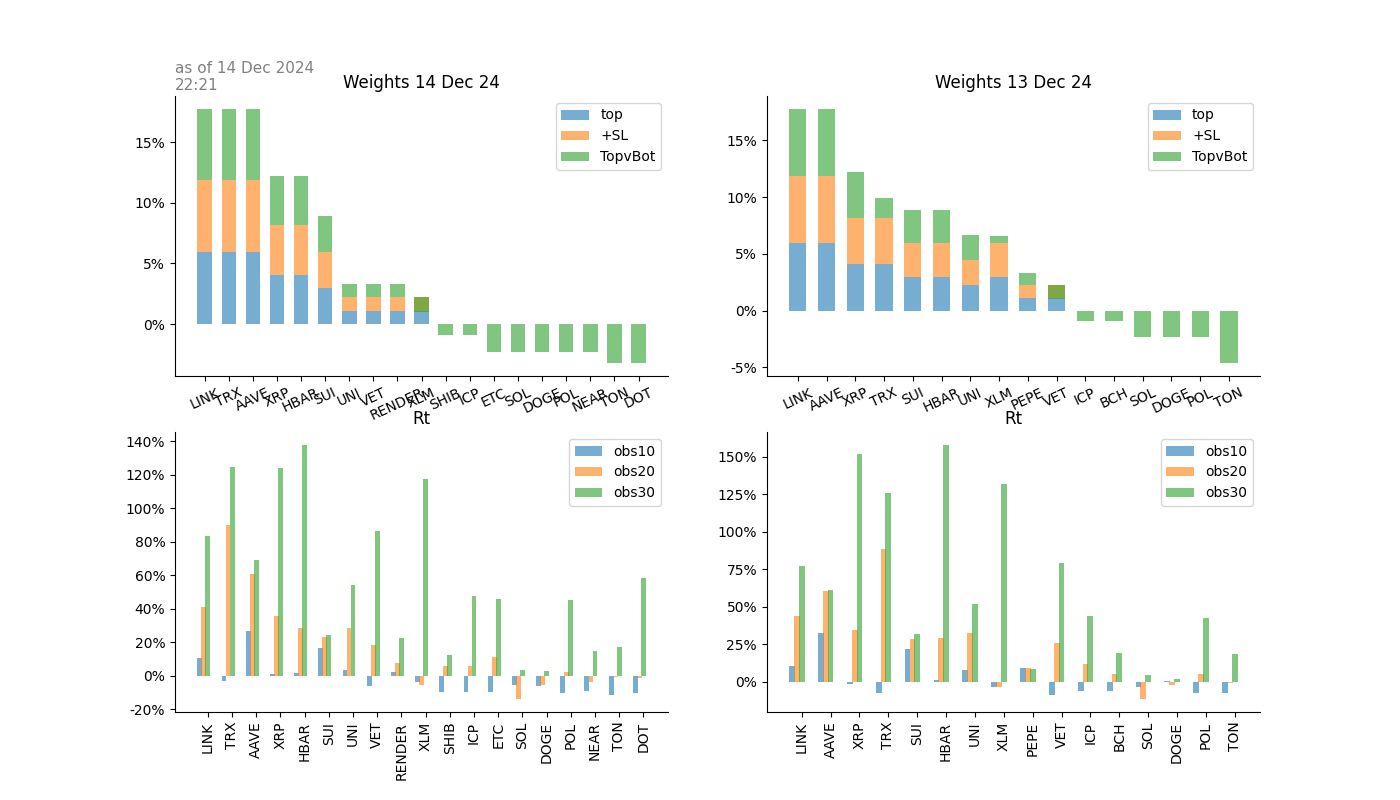 as of 14 Dec 2024
22:21
Weights 14 Dec 24
top
+SL
TopvBot
15%
10%
5%
0%
LINK
TRX
AAVE
XRP
HBAR
SUI
UNI
VET
RENDER
XLM
SHIB
ICP
ETC
SOL
DOGE
POL
NEAR
TON
DOT
Weights 13 Dec 24
top
+SL
TopvBot
15%
10%
5%
0%
-5%
LINK
AAVE
XRP
TRX
SUI
HBAR
UNI
XLM
PEPE
VET
ICP
BCH
SOL
DOGE
POL
TON
Rt
obs10
obs20
obs30
140%
120%
100%
80%
60%
40%
20%
0%
-20%
LINK
TRX
AAVE
XRP
HBAR
SUI
UNI
VET
RENDER
XLM
SHIB
ICP
ETC
SOL
DOGE
POL
NEAR
TON
DOT
Rt
obs10
obs20
obs30
150%
125%
100%
75%
50%
25%
0%
LINK
AAVE
XRP
TRX
SUI
HBAR
UNI
XLM
PEPE
VET
ICP
BCH
SOL
DOGE
POL
TON